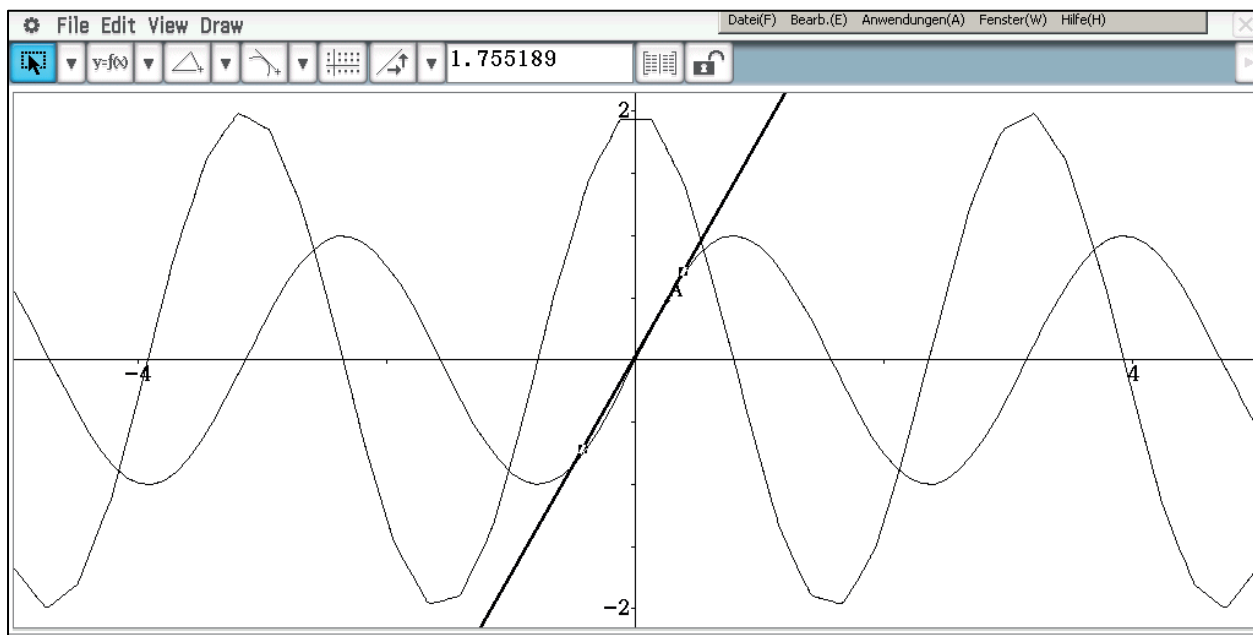 File Edit View Draw
Datei(F) Bearb.(E) Anwendungen(A) Fenster(W) Hilfe(H)
y=f(x) 1.755189
2
A
-4
4
-2